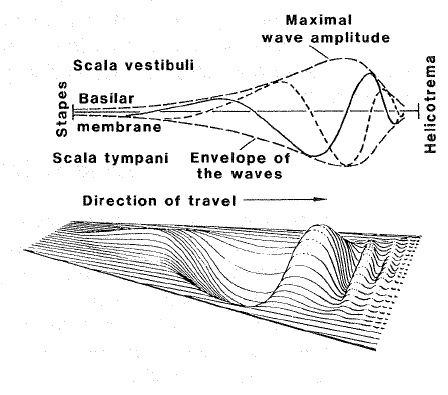 Maximal
wave amplitude
Scala vestibuli
Stapes
Basilar
membrane
Helicotrema
Scala tympani
Envelope of
the waves
Direction of travel